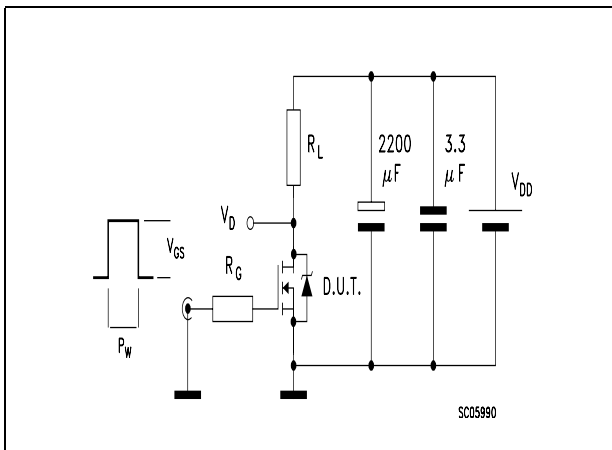 R_L
2200
μF
3.3
μF
V_DD
V_D
V_GS
R_G
D.U.T.
P_W
SC05990